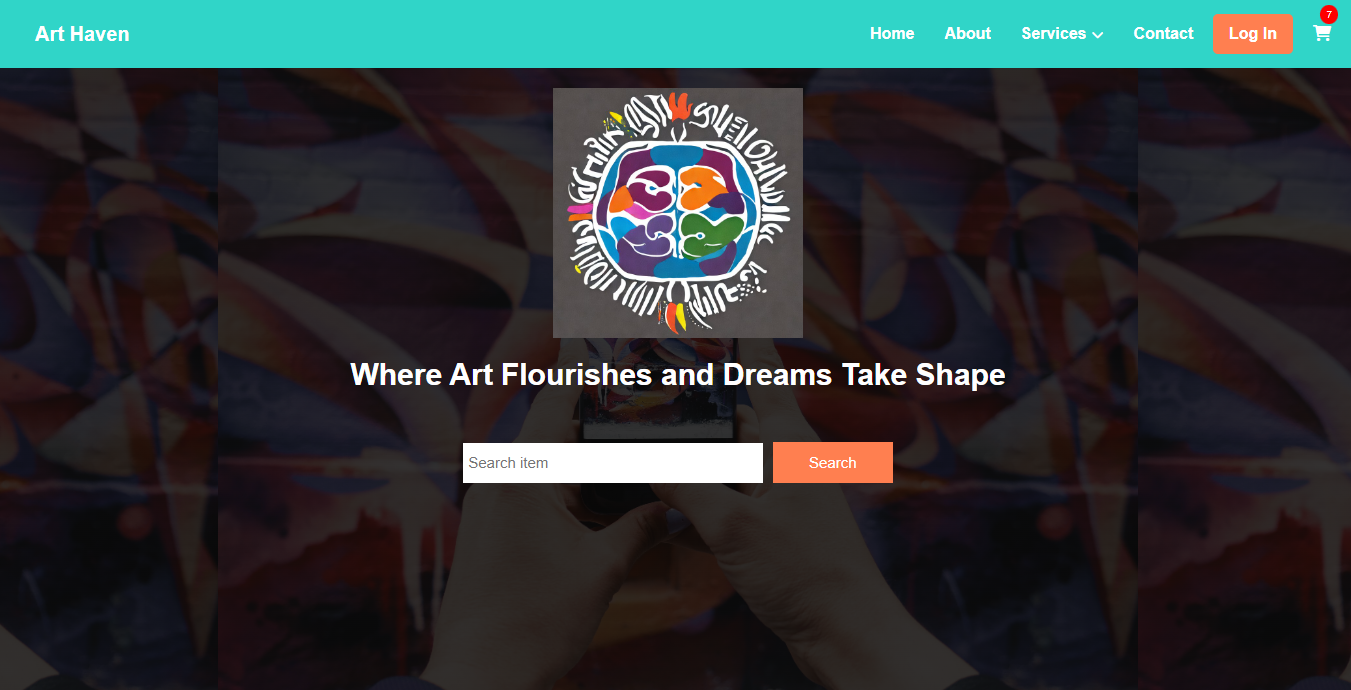 Art Haven
Home About Services Contact Log In 7
Where Art Flourishes and Dreams Take Shape
Search item Search